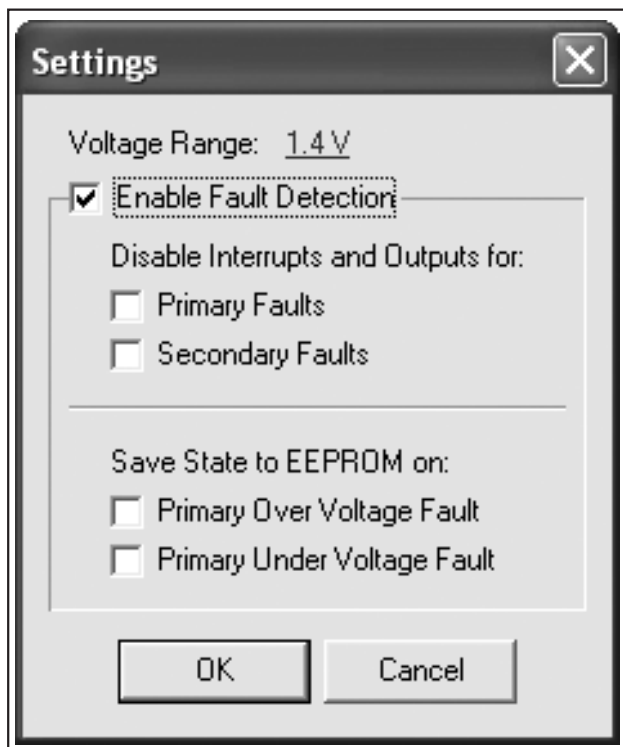 Settings
Voltage Range: 1.4 V
Enable Fault Detection
Disable Interrupts and Outputs for:
Primary Faults
Secondary Faults
Save State to EEPROM on:
Primary Over Voltage Fault
Primary Under Voltage Fault
OK Cancel